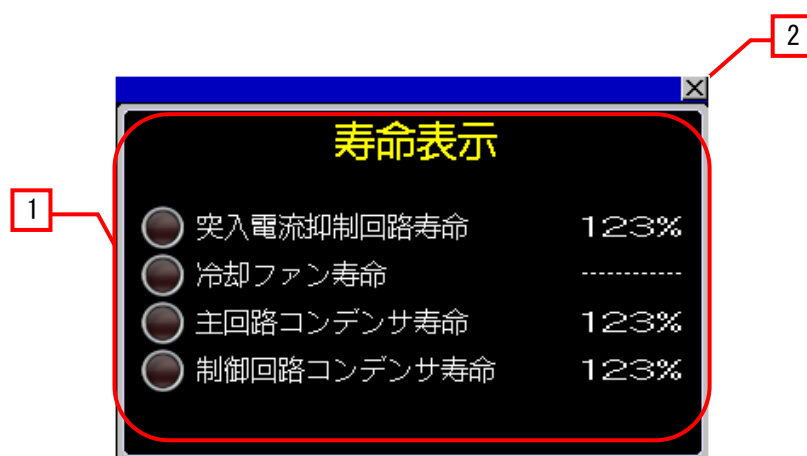 2
寿命表示
1
突入電流抑制回路寿命 123%
冷却ファン寿命 -----------
主回路コンデンサ寿命 123%
制御回路コンデンサ寿命 123%